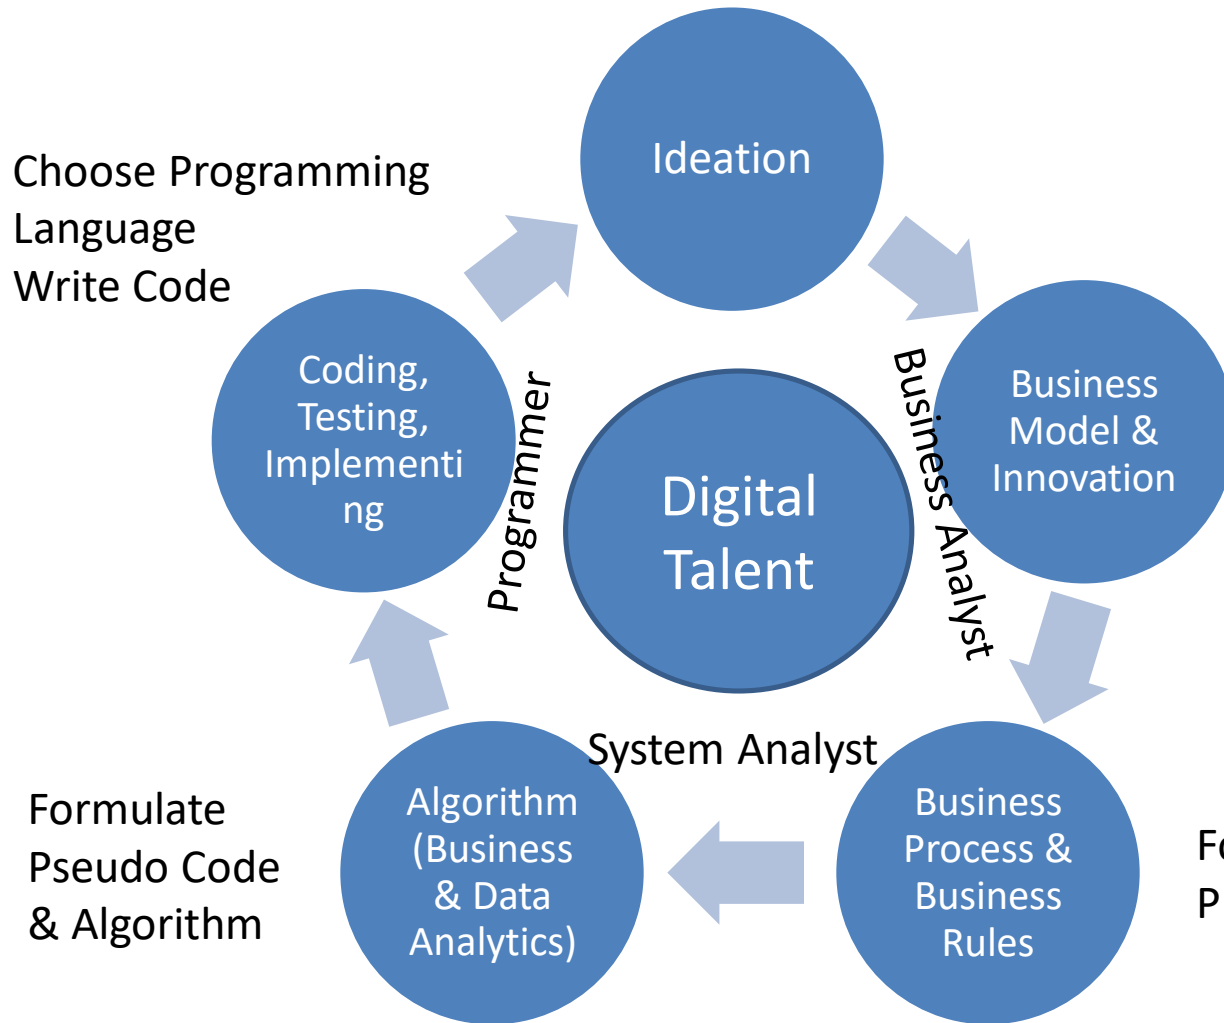 Ideation
Choose Programming
Language
Write Code
Business
Model &
Innovation
Business Analyst
Coding,
Testing,
Implementi
ng
Programmer
Digital
Talent
System Analyst
Business
Process &
Business
Rules
Algorithm
(Business
& Data
Analytics)
Formulate
Pseudo Code
& Algorithm